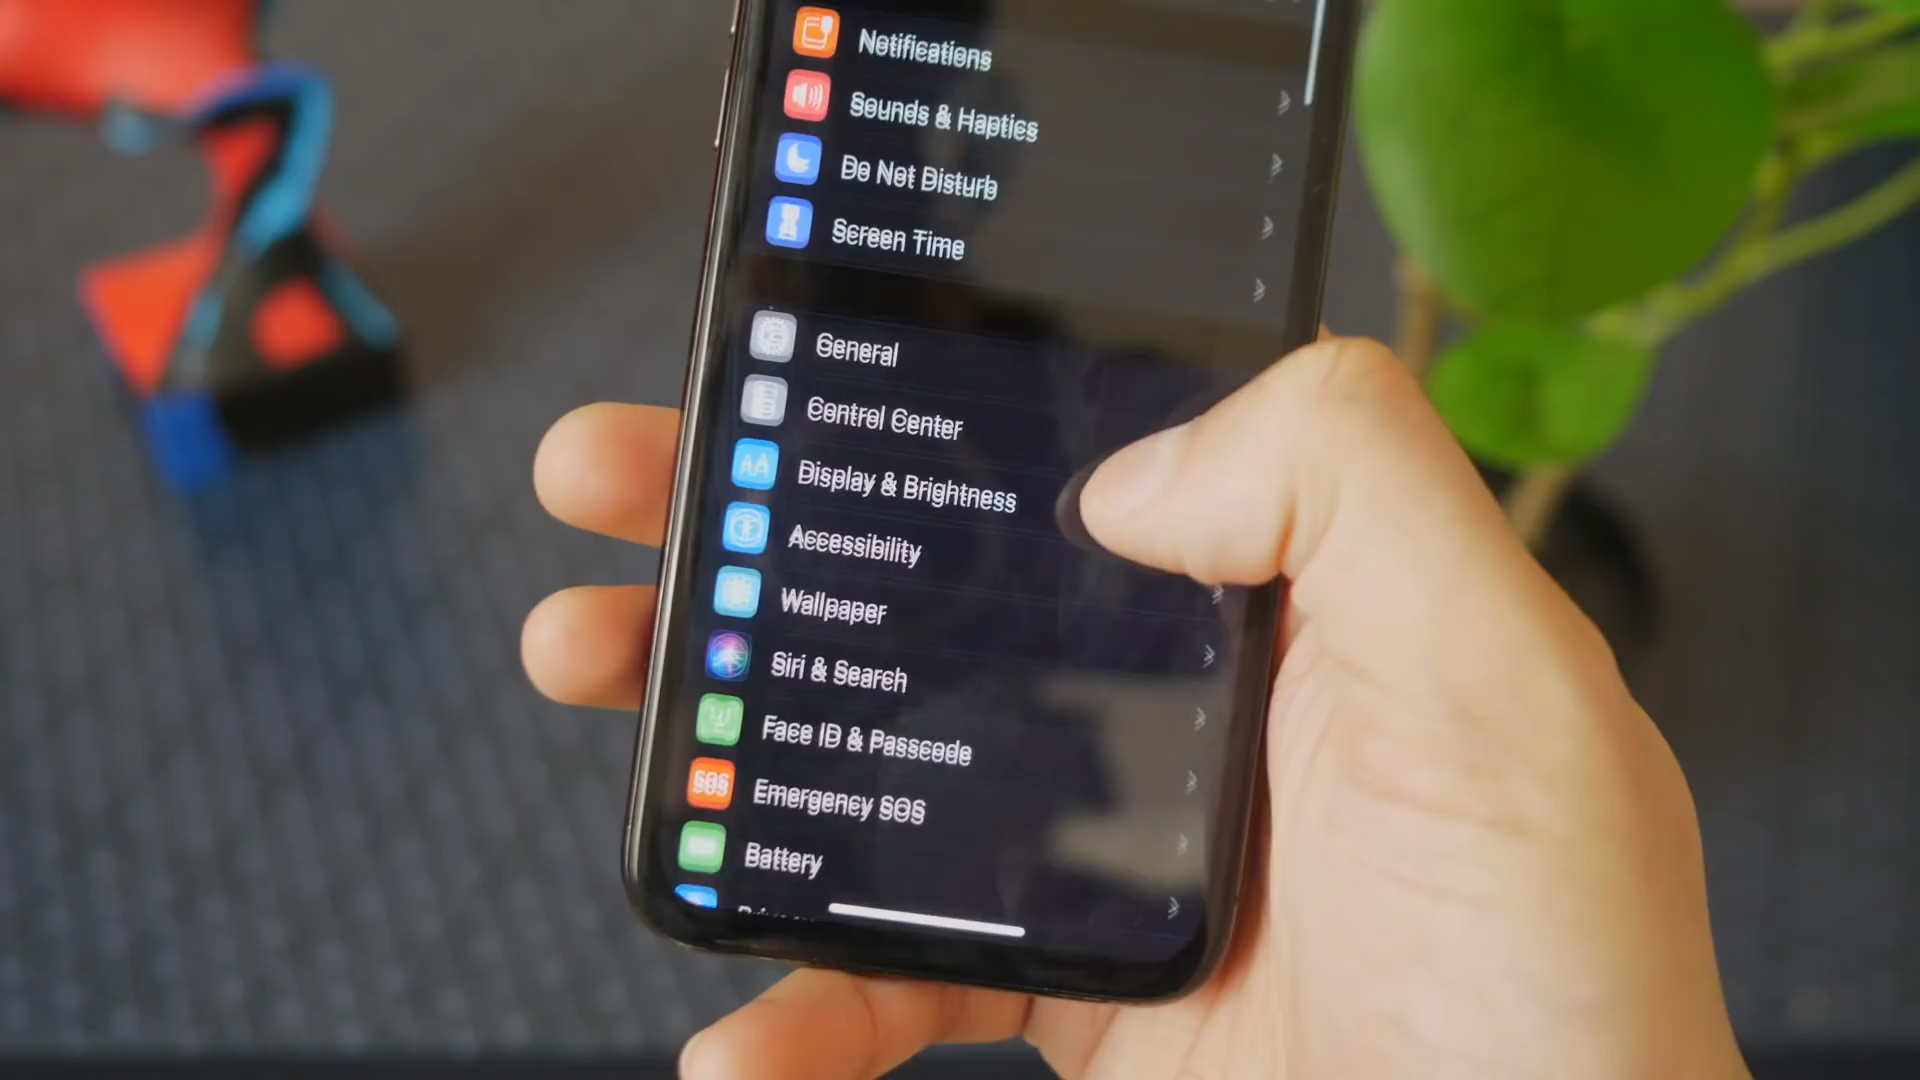 Notifications
Sounds & Haptics
Do Not Disturb
Screen Time
General
Control Center
AA
Display & Brightness
Accessibility
Wallpaper
Siri & Search
Face ID & Passcode
SOS
Emergency SOS
Battery